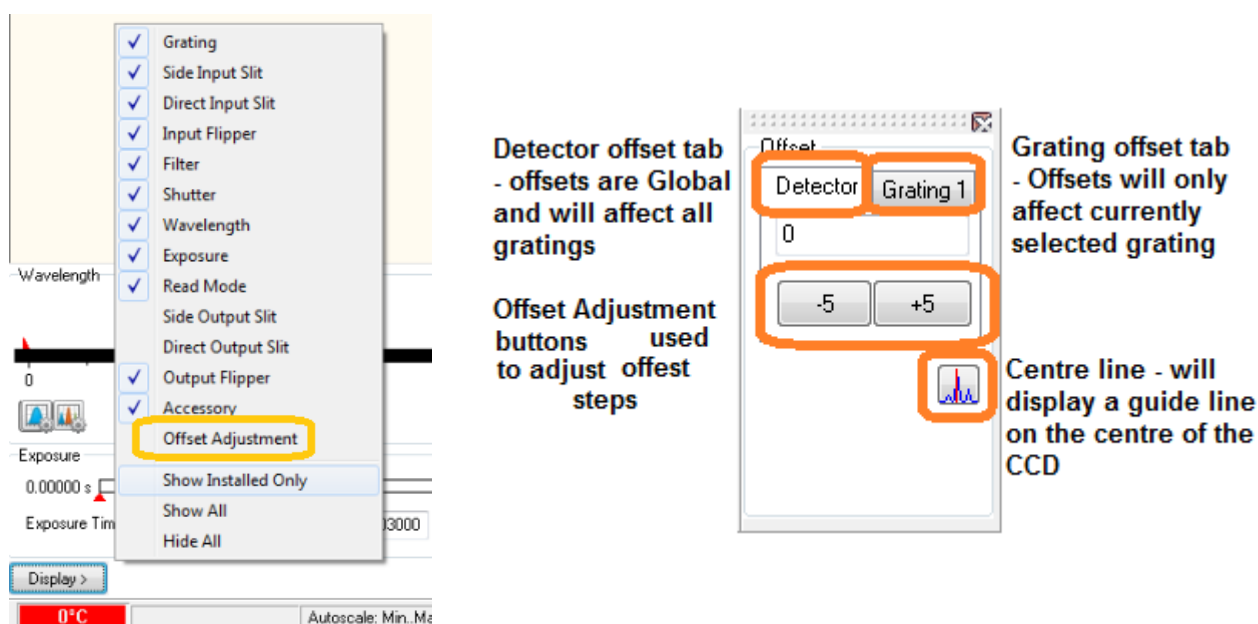 Grating
Side Input Slit
Direct Input Slit
Input Flipper
Filter
Shutter
Wavelength
Exposure
Read Mode
Side Output Slit
Direct Output Slit
Output Flipper
Accessory
Offset Adjustment
Show Installed Only
Show All
Hide All
Wavelength
0
Exposure
0.00000 s
Exposure Tim
03000
Display >
0°C
Autoscale: Min..Ma
Detector offset tab
- offsets are Global
and will affect all
gratings
Offset Adjustment
buttons used
to adjust offest
steps
Offset
Detector
Grating 1
0
-5
+5
Grating offset tab
- Offsets will only
affect currently
selected grating
Centre line - will
display a guide line
on the centre of the
CCD